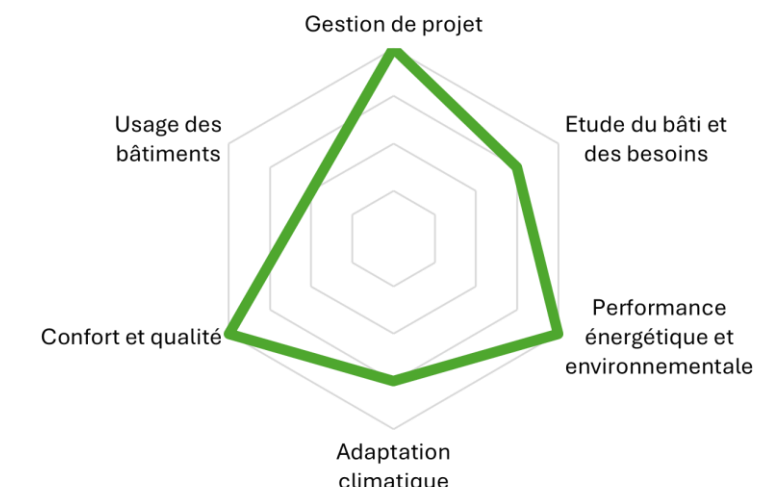 Gestion de projet
Usage des
bâtiments
Etude du bâti et
des besoins
Confort et qualité
Performance
énergétique et
environnementale
Adaptation
climatique